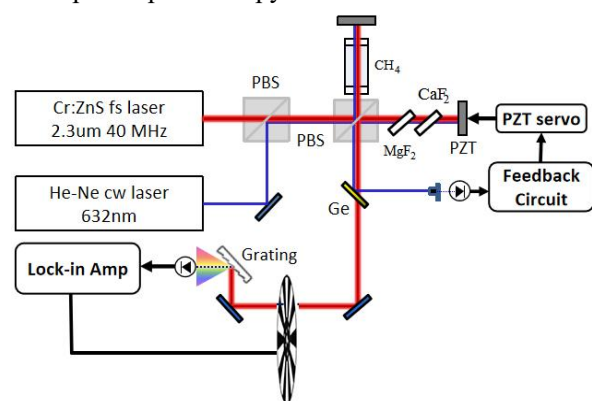 CH4
PBS
CaF2
Cr:ZnS fs laser
2.3um 40 MHz
PZT servo
PBS
MgF2
PZT
He-Ne cw laser
632nm
Feedback
Circuit
Ge
Grating
Lock-in Amp